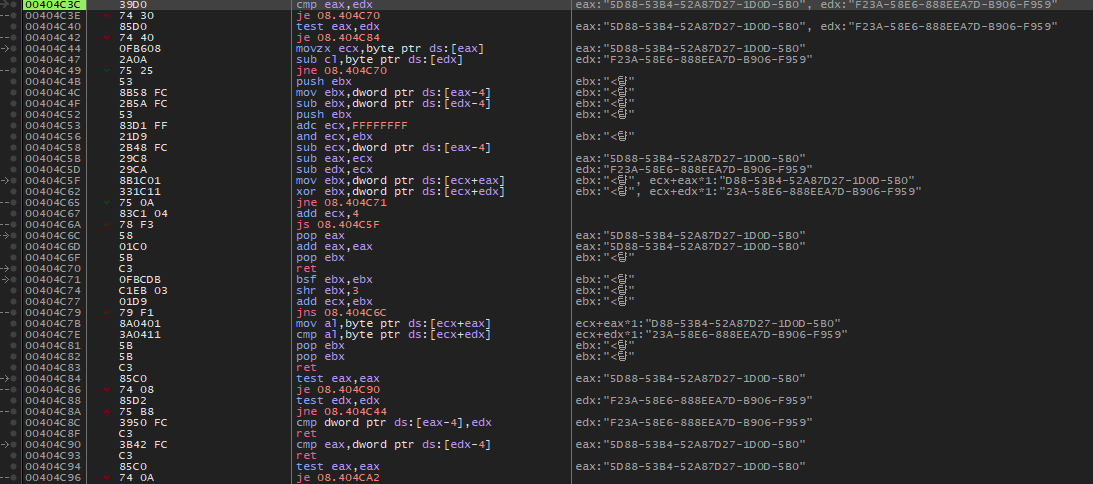 00404C3C 39D0 cmp eax,edx eax:"5D88-53B4-52A87D27-1D0D-5B0", edx:"F23A-58E6-888EEA7D-B906-F959"
00404C3E 74 30 je 08.404C70
00404C40 85D0 test eax,edx eax:"5D88-53B4-52A87D27-1D0D-5B0", edx:"F23A-58E6-888EEA7D-B906-F959"
00404C42 74 40 je 08.404C84
00404C44 0FB608 movzx ecx,byte ptr ds:[eax] eax:"5D88-53B4-52A87D27-1D0D-5B0"
00404C47 2A0A sub cl,byte ptr ds:[edx] edx:"F23A-58E6-888EEA7D-B906-F959"
00404C49 75 25 jne 08.404C70
00404C4B 53 push ebx ebx:"<탊"
00404C4C 8B58 FC mov ebx,dword ptr ds:[eax-4] ebx:"<탊"
00404C4F 2B5A FC sub ebx,dword ptr ds:[edx-4] ebx:"<탊"
00404C52 53 push ebx ebx:"<탊"
00404C53 83D1 FF adc ecx,FFFFFFFF
00404C56 21D9 and ecx,ebx ebx:"<탊"
00404C58 2B48 FC sub ecx,dword ptr ds:[eax-4]
00404C5B 29C8 sub eax,ecx eax:"5D88-53B4-52A87D27-1D0D-5B0"
00404C5D 29CA sub edx,ecx edx:"F23A-58E6-888EEA7D-B906-F959"
00404C5F 8B1C01 mov ebx,dword ptr ds:[ecx+eax] ebx:"<탊", ecx+eax*1:"D88-53B4-52A87D27-1D0D-5B0"
00404C62 331C11 xor ebx,dword ptr ds:[ecx+edx] ebx:"<탊", ecx+edx*1:"23A-58E6-888EEA7D-B906-F959"
00404C65 75 0A jne 08.404C71
00404C67 83C1 04 add ecx,4
00404C6A 78 F3 js 08.404C5F
00404C6C 58 pop eax eax:"5D88-53B4-52A87D27-1D0D-5B0"
00404C6D 01C0 add eax,eax eax:"5D88-53B4-52A87D27-1D0D-5B0"
00404C6F 5B pop ebx ebx:"<탊"
00404C70 C3 ret
00404C71 0FBCDB bsf ebx,ebx ebx:"<탊"
00404C74 C1EB 03 shr ebx,3 ebx:"<탊"
00404C77 01D9 add ecx,ebx ebx:"<탊"
00404C79 79 F1 jns 08.404C6C
00404C7B 8A0401 mov al,byte ptr ds:[ecx+eax] ecx+eax*1:"D88-53B4-52A87D27-1D0D-5B0"
00404C7E 3A0411 cmp al,byte ptr ds:[ecx+edx] ecx+edx*1:"23A-58E6-888EEA7D-B906-F959"
00404C81 5B pop ebx ebx:"<탊"
00404C82 5B pop ebx ebx:"<탊"
00404C83 C3 ret
00404C84 85C0 test eax,eax eax:"5D88-53B4-52A87D27-1D0D-5B0"
00404C86 74 08 je 08.404C90
00404C88 85D2 test edx,edx edx:"F23A-58E6-888EEA7D-B906-F959"
00404C8A 75 B8 jne 08.404C44
00404C8C 3950 FC cmp dword ptr ds:[eax-4],edx edx:"F23A-58E6-888EEA7D-B906-F959"
00404C8F C3 ret
00404C90 3B42 FC cmp eax,dword ptr ds:[edx-4] eax:"5D88-53B4-52A87D27-1D0D-5B0"
00404C93 C3 ret
00404C94 85C0 test eax,eax eax:"5D88-53B4-52A87D27-1D0D-5B0"
00404C96 74 0A je 08.404CA2